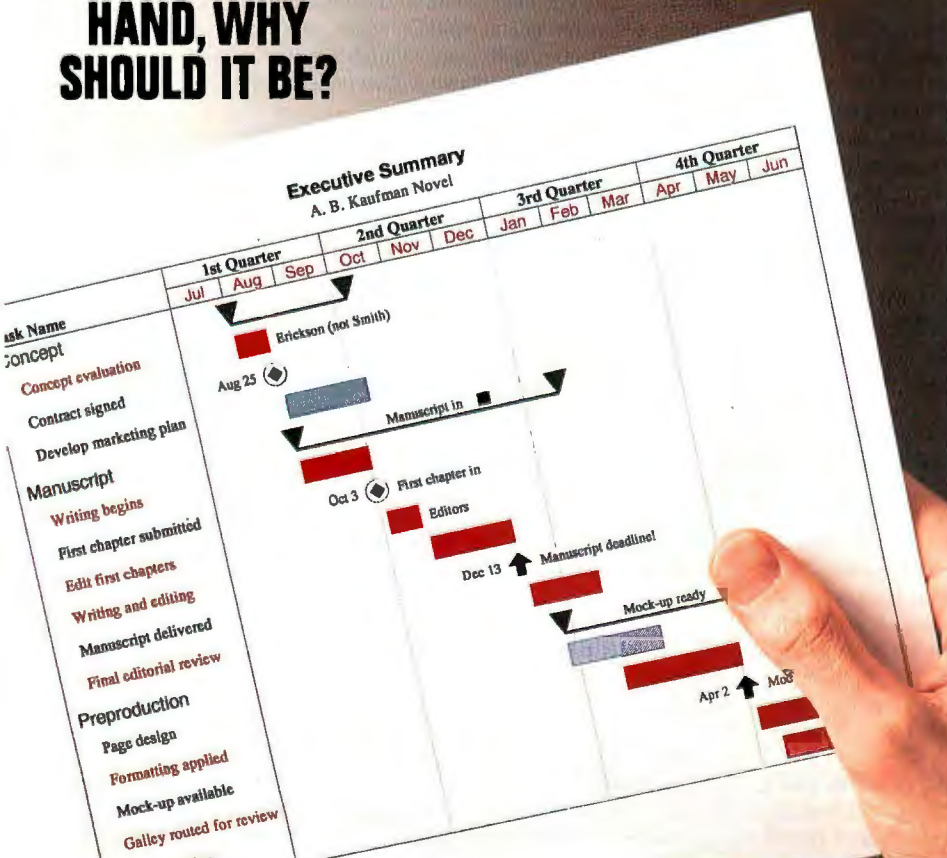 HAND, WHY
SHOULD IT BE?
Executive Summary
A. B. Kaufman Novel
1st Quarter 2nd Quarter 3rd Quarter 4th Quarter
Jul Aug Sep Oct Nov Dec Jan Feb Mar Apr May Jun
Name
Concept evaluation
Erickson (not Smith)
Contract signed
Aug 25
Develop marketing plan
Manuscript
Manuscript in
Writing begins
First chapter submitted
Oct 3
First chapter in
Edit first chapters
Editors
Writing and editing
Manuscript delivered
Dec 13
Manuscript deadline!
Final editorial review
Preproduction
Mock-up ready
Page design
Formatting applied
Mock-up available
Apr 2
Galley routed for review